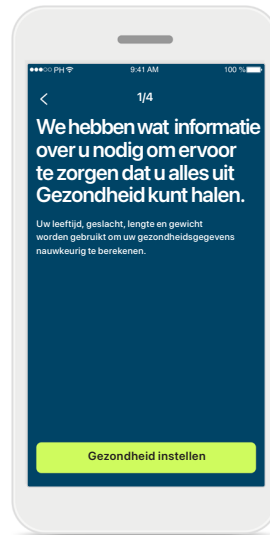 PH 9:41 AM 100 %
1/4
We hebben wat informatie
over u nodig om ervoor
te zorgen dat u alles uit
Gezondheid kunt halen.
Uw leeftijd, geslacht, lengte en gewicht
worden gebruikt om uw gezondheidsgegevens
nauwkeurig te berekenen.
Gezondheid instellen